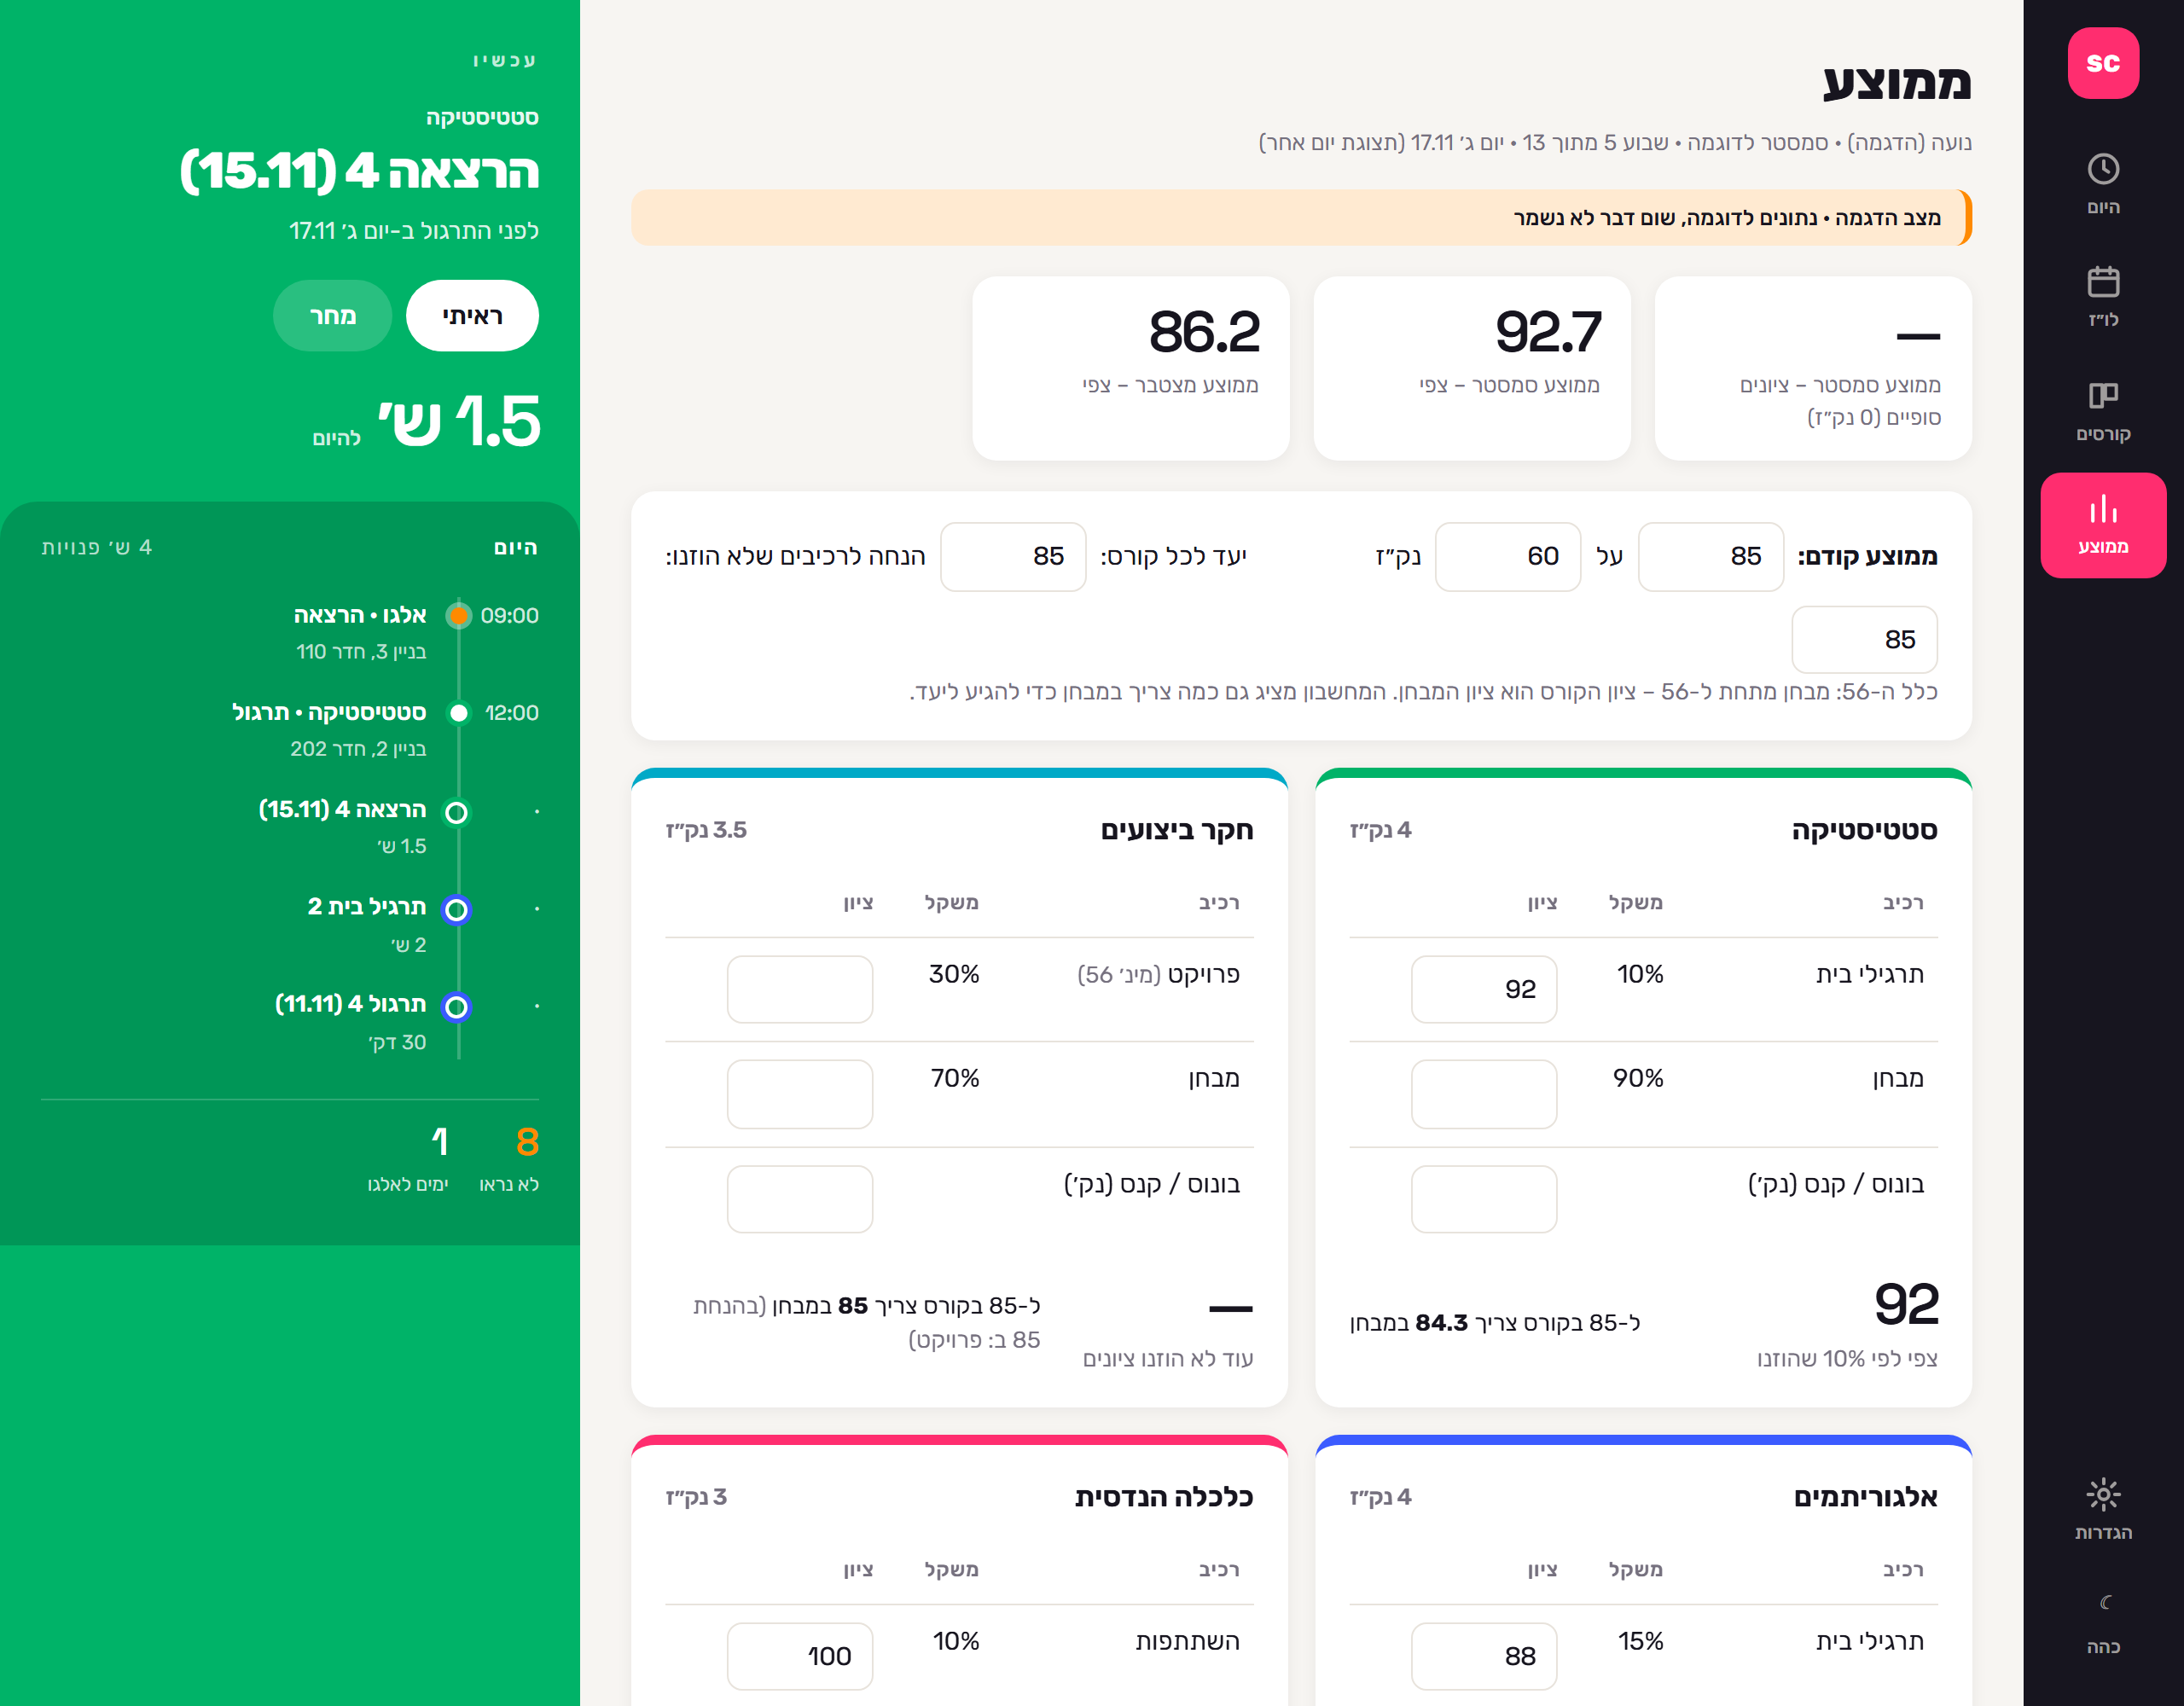 SC
היום
לו״ז
קורסים
ממוצע
הגדרות
כהה
ממוצע
נועה (הדגמה) • סמסטר לדוגמה • שבוע 5 מתוך 13 • יום ג׳ 17.11 (תצוגת יום אחר)
מצב הדגמה • נתונים לדוגמה, שום דבר לא נשמר
—
ממוצע סמסטר – ציונים
סופיים (0 נק״ז)
92.7
ממוצע סמסטר – צפי
86.2
ממוצע מצטבר – צפי
ממוצע קודם: 85 על 60 נק״ז יעד לכל קורס: 85 הנחה לרכיבים שלא הוזנו:
85
כלל ה-56: מבחן מתחת ל-56 – ציון הקורס הוא ציון המבחן. המחשבון מציג גם כמה צריך במבחן כדי להגיע ליעד.
סטטיסטיקה 4 נק״ז
רכיב משקל ציון
תרגילי בית 10% 92
מבחן 90%
בונוס / קנס (נק׳)
92
צפי לפי 10% שהוזנו
ל-85 בקורס צריך 84.3 במבחן
חקר ביצועים 3.5 נק״ז
רכיב משקל ציון
פרויקט (מינ׳ 56) 30%
מבחן 70%
בונוס / קנס (נק׳)
—
עוד לא הוזנו ציונים
ל-85 בקורס צריך 85 במבחן (בהנחת
85 ב: פרויקט)
אלגוריתמים 4 נק״ז
רכיב משקל ציון
תרגילי בית 15% 88
כלכלה הנדסית 3 נק״ז
רכיב משקל ציון
השתתפות 10% 100
עכשיו
סטטיסטיקה
הרצאה 4 (15.11)
לפני התרגול ב-יום ג׳ 17.11
ראיתי מחר
1.5 ש׳ להיום
היום 4 ש׳ פנויות
09:00 אלגו • הרצאה
בניין 3, חדר 110
12:00 סטטיסטיקה • תרגול
בניין 2, חדר 202
• הרצאה 4 (15.11)
1.5 ש׳
• תרגיל בית 2
2 ש׳
• תרגול 4 (11.11)
30 דק׳
8 1
לא נראו ימים לאלגו